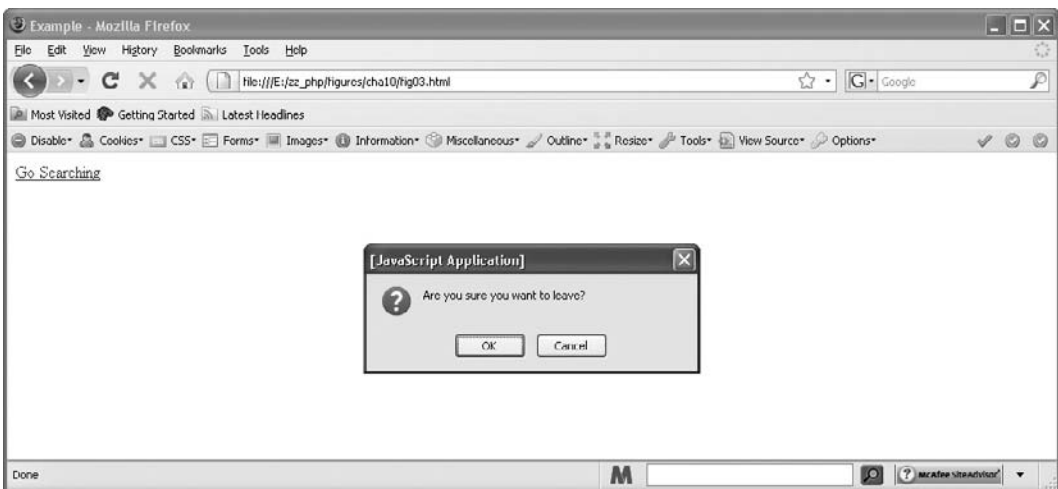 Example - Mozilla Firefox
File Edit View History Bookmarks Tools Help
file:///E:/zz_php/figures/cha10/fig03.html
G Google
Most Visited Getting Started Latest Headlines
Disable Cookies CSS Forms Images Information Miscellaneous Outline Resize Tools View Source Options
Go Searching
[JavaScript Application]
Are you sure you want to leave?
OK Cancel
Done
M
McAfee SiteAdvisor